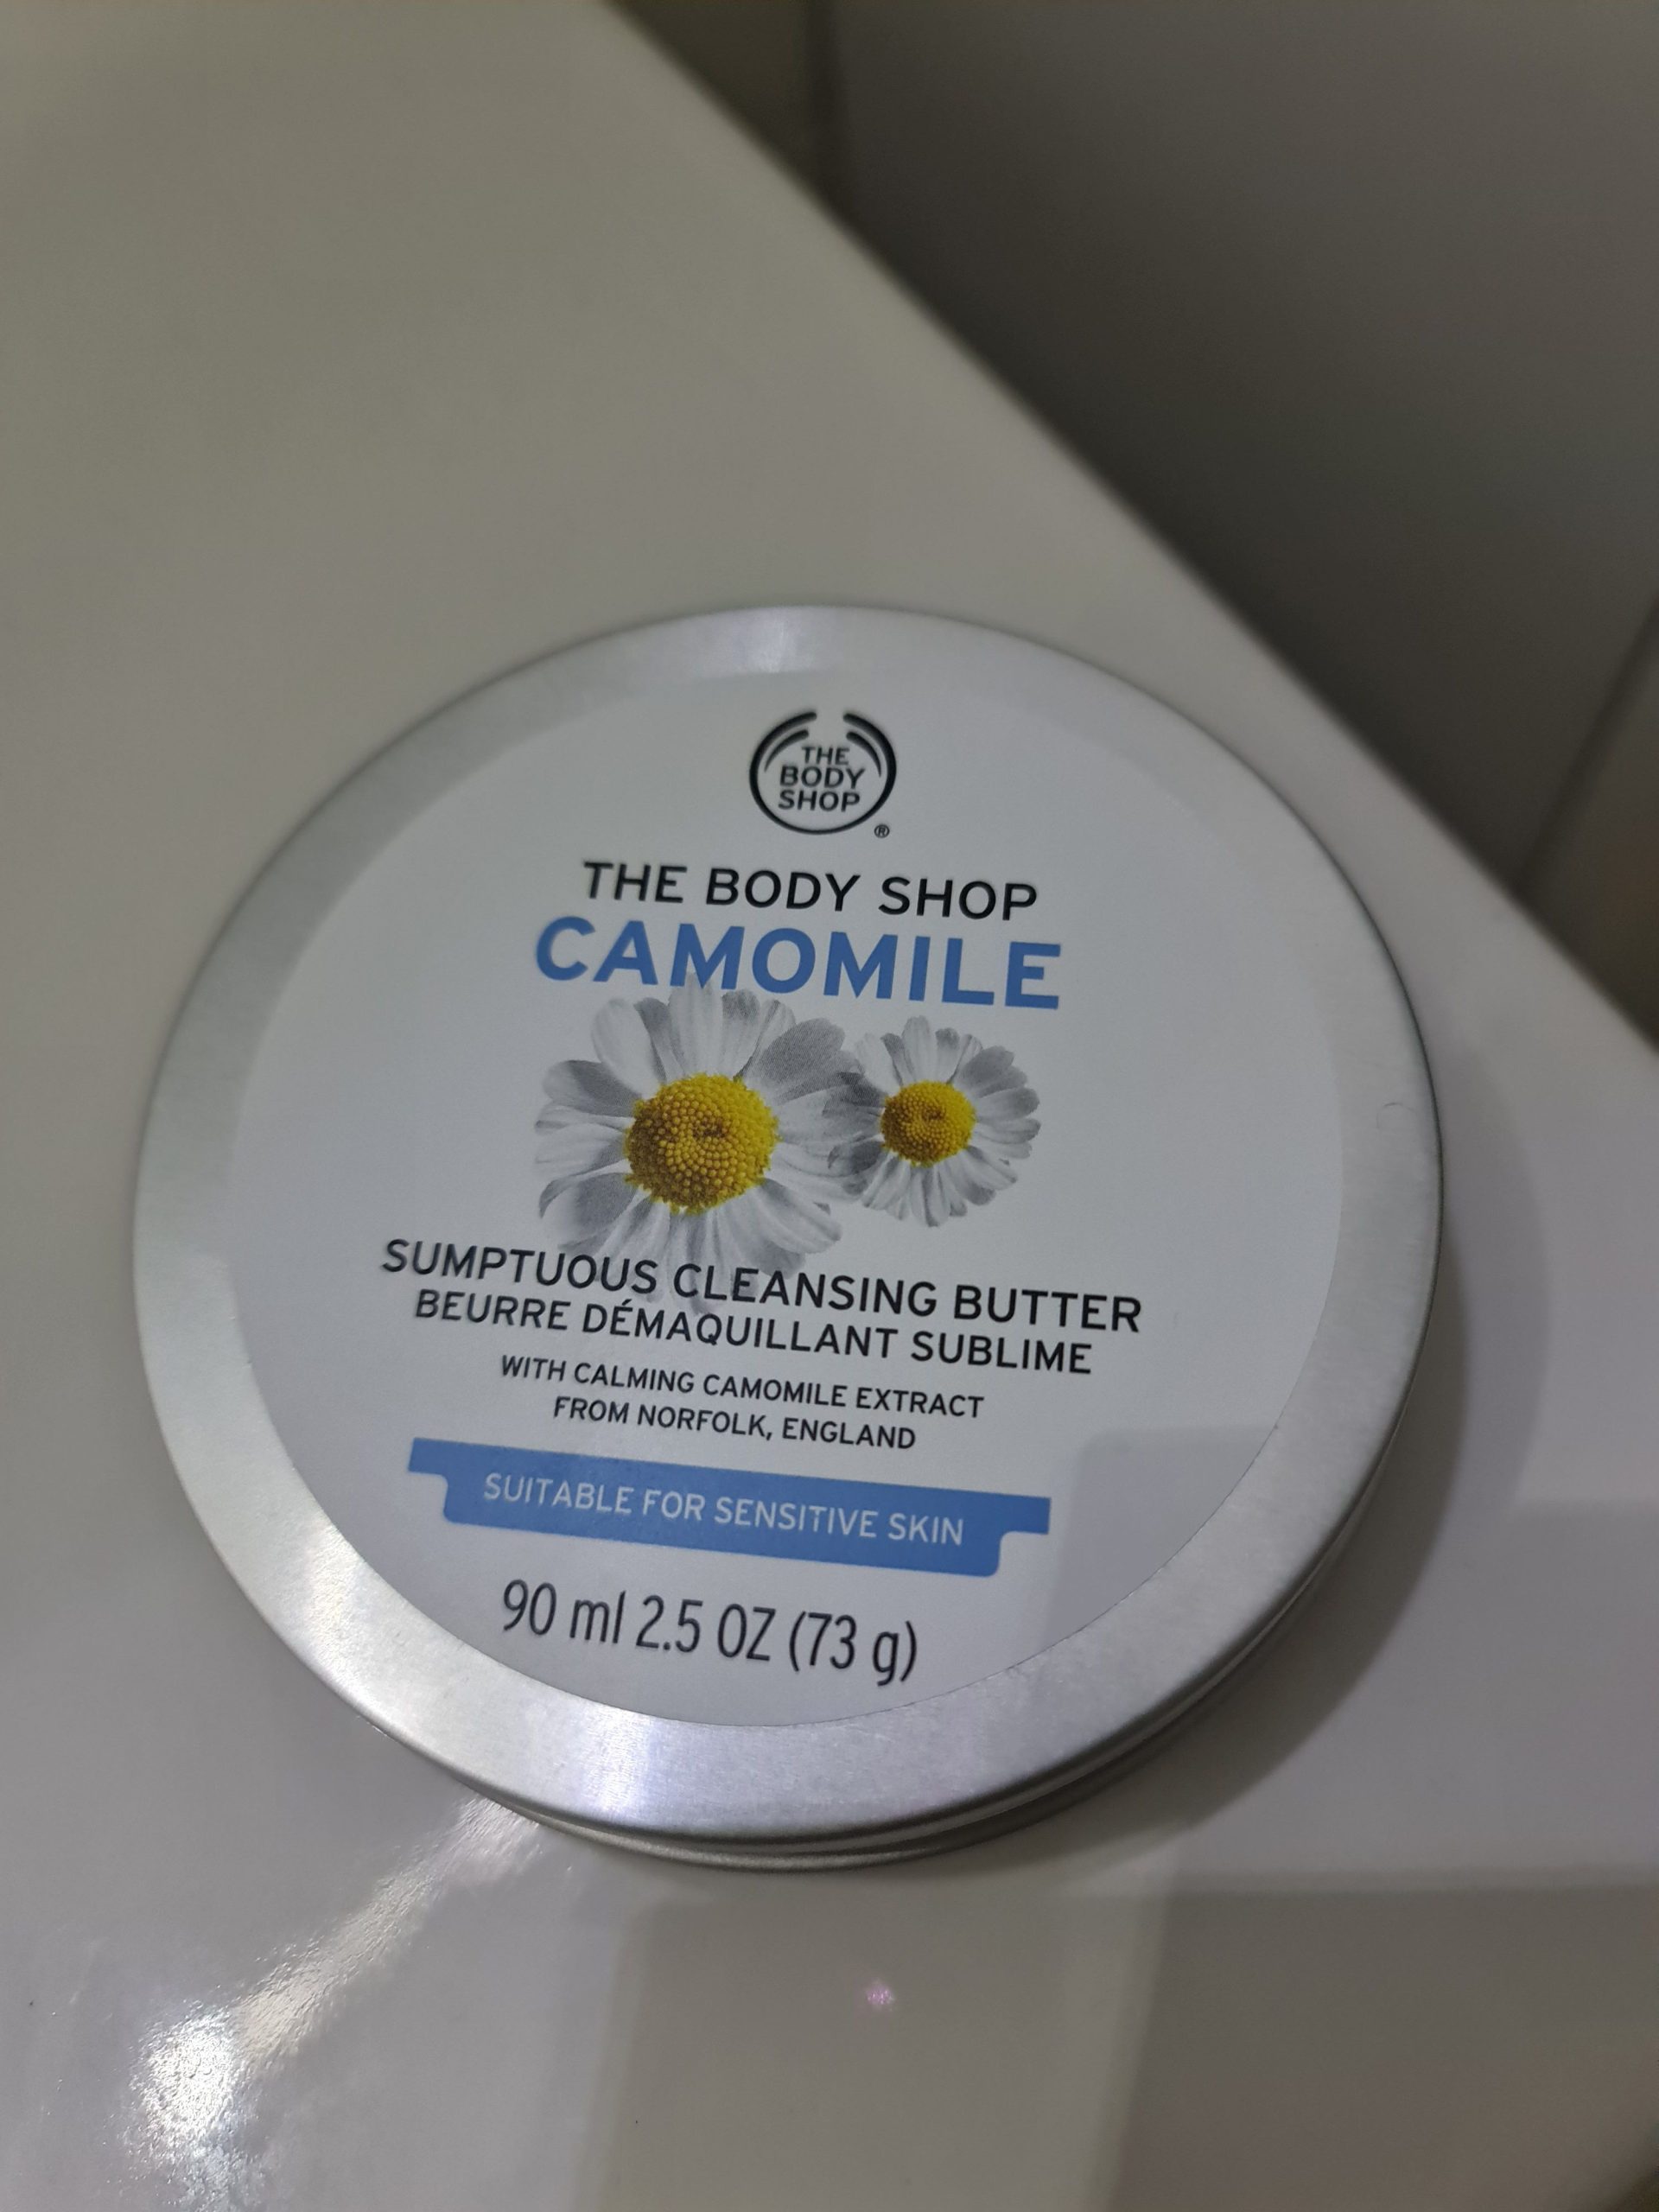 THE
BODY
SHOP
®
THE BODY SHOP
CAMOMILE
SUMPTUOUS CLEANSING BUTTER
BEURRE DÉMAQUILLANT SUBLIME
WITH CALMING CAMOMILE EXTRACT
FROM NORFOLK, ENGLAND
SUITABLE FOR SENSITIVE SKIN
90 ml 2.5 OZ (73 g)